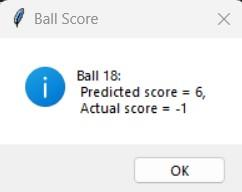 Ball Score
Ball 18:
Predicted score = 6,
Actual score = -1
OK